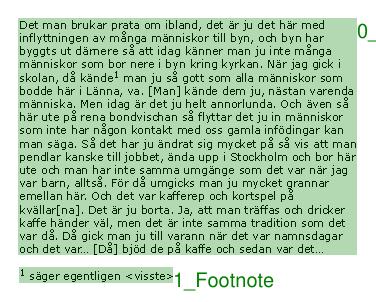 Det man brukar prata om ibland, det är ju det här med
inflyttningen av många människor till byn, och byn har
byggts ut därnere så att idag känner man ju inte många
människor som bor nere i byn kring kyrkan. När jag gick i
skolan, då kände¹ man ju så gott som alla människor som
bodde här i Länna, va. [Man] kände dem ju, nästan varenda
människa. Men idag är det ju helt annorlunda. Och även så
här ute på rena bondvischan så flyttar det ju in människor
som inte har någon kontakt med oss gamla infödingar kan
man säga. Så det har ju ändrat sig mycket på så vis att man
pendlar kanske till jobbet, ända upp i Stockholm och bor här
ute och man har inte samma umgänge som det var när jag
var barn, alltså. För då umgicks man ju mycket grannar
emellan här. Och det var kafferep och kortspel på
kvällar[na]. Det är ju borta. Ja, att man träffas och dricker
kaffe händer väl, men det är inte samma tradition som det
var då. Då gick man ju till varann när det var namnsdagar
och det var... [Då] bjöd de på kaffe och sedan var det...
0_
¹ säger egentligen <visste>
1_Footnote